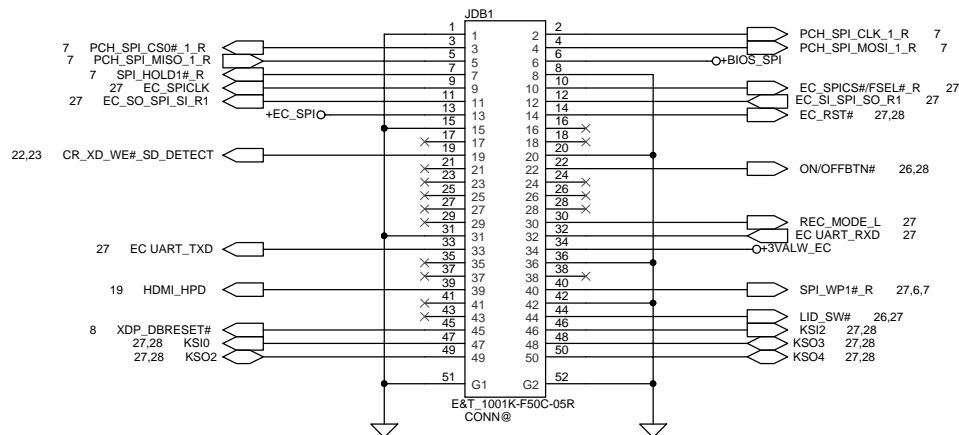 JDB1
1 1 2 2
7 PCH_SPI_CS0#_1_R 3 3 2 PCH_SPI_CLK_1_R 7
7 PCH_SPI_MISO_1_R 5 5 4 4 PCH_SPI_MOSI_1_R 7
7 SPI_HOLD1#_R 7 7 6 6 +BIOS_SPI
27 EC_SPICLK 9 9 8 8
27 EC_SO_SPI_SI_R1 11 11 10 10 EC_SPICS#/FSEL#_R 27
+EC_SPI 13 13 12 12 EC_SI_SPI_SO_R1 27
15 15 14 14 EC_RST# 27,28
17 17 16 16
22,23 CR_XD_WE#_SD_DETECT 19 19 18 18
21 21 20 20
23 23 22 22 ON/OFFBTN# 26,28
25 25 24 24
27 27 26 26
29 29 28 28
31 31 30 30 REC_MODE_L 27
27 EC UART_TXD 33 33 32 32 EC UART_RXD 27
35 35 34 34 +3VALW_EC
37 37 36 36
19 HDMI_HPD 39 39 38 38
41 41 40 40 SPI_WP1#_R 27,6,7
43 43 42 42
8 XDP_DBRESET# 45 45 44 44 LID_SW# 26,27
27,28 KSI0 47 47 46 46 KSI2 27,28
27,28 KSO2 49 49 48 48 KSO3 27,28
50 50 KSO4 27,28
51 G1 G2 52
E&T_1001K-F50C-05R
CONN@